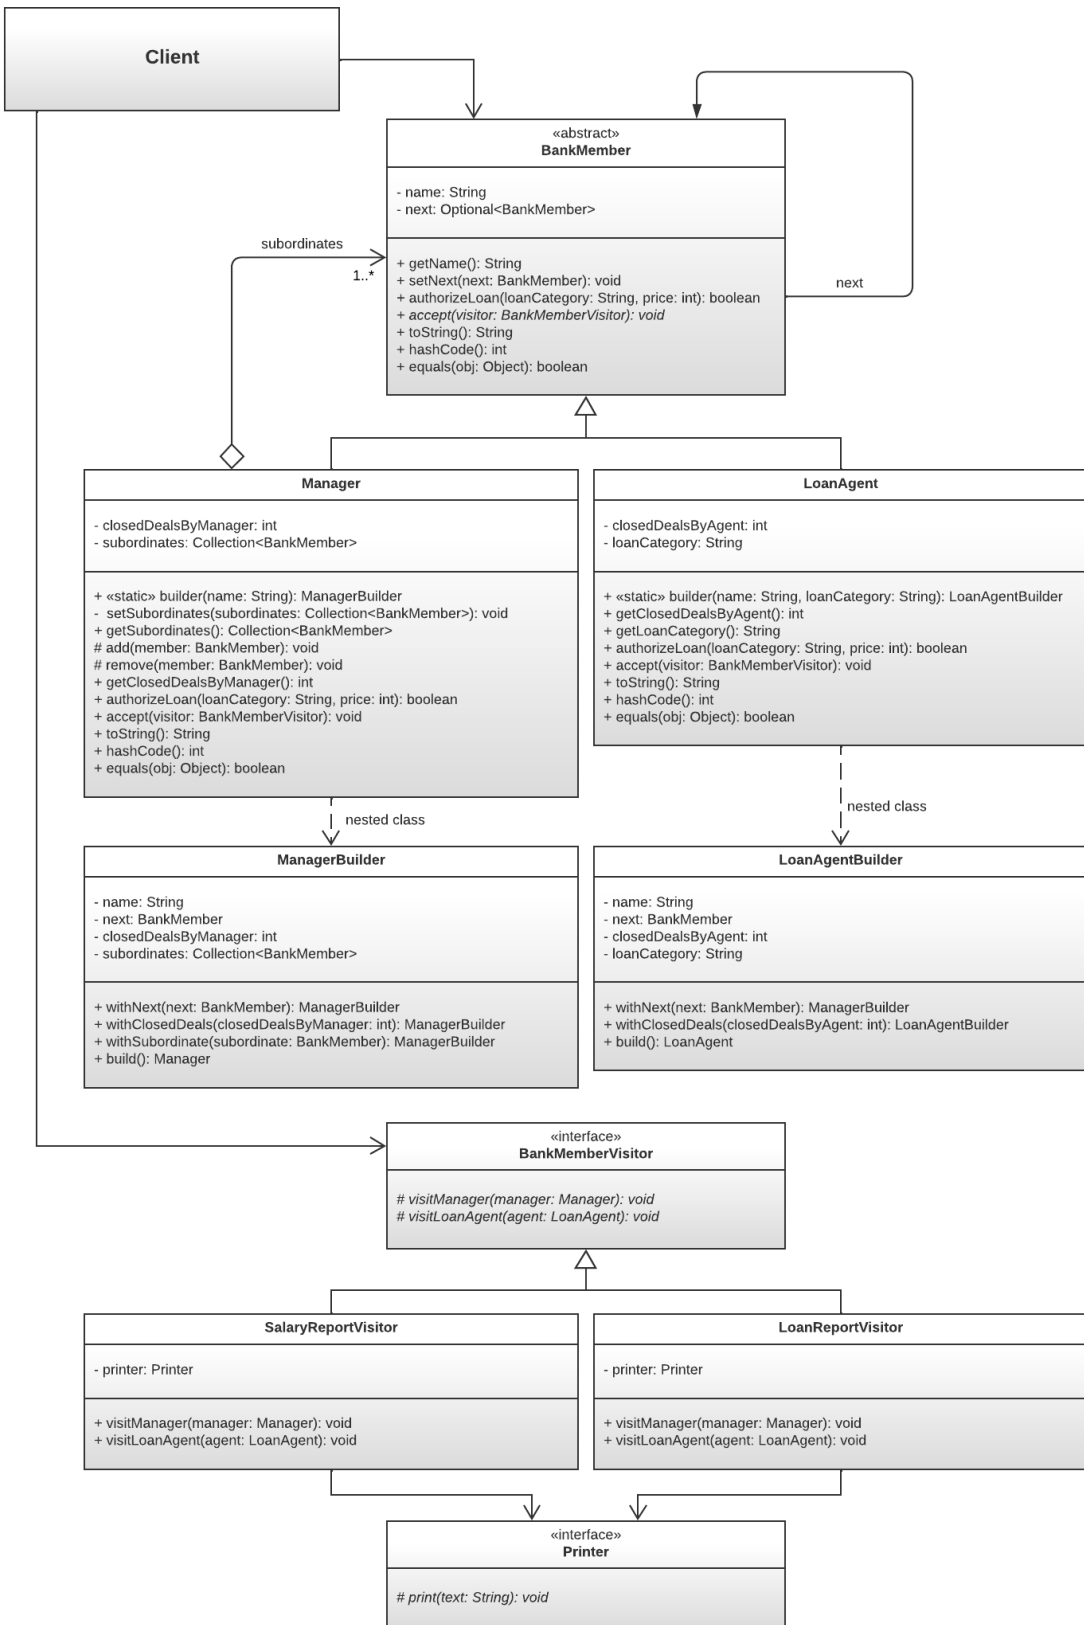 Client
«abstract»
BankMember
- name: String
- next: Optional<BankMember>
+ getName(): String
+ setNext(next: BankMember): void
+ authorizeLoan(loanCategory: String, price: int): boolean
+ accept(visitor: BankMemberVisitor): void
+ toString(): String
+ hashCode(): int
+ equals(obj: Object): boolean
subordinates
1..*
next
Manager
- closedDealsByManager: int
- subordinates: Collection<BankMember>
+ «static» builder(name: String): ManagerBuilder
- setSubordinates(subordinates: Collection<BankMember>): void
+ getSubordinates(): Collection<BankMember>
# add(member: BankMember): void
# remove(member: BankMember): void
+ getClosedDealsByManager(): int
+ authorizeLoan(loanCategory: String, price: int): boolean
+ accept(visitor: BankMemberVisitor): void
+ toString(): String
+ hashCode(): int
+ equals(obj: Object): boolean
LoanAgent
- closedDealsByAgent: int
- loanCategory: String
+ «static» builder(name: String, loanCategory: String): LoanAgentBuilder
+ getClosedDealsByAgent(): int
+ getLoanCategory(): String
+ authorizeLoan(loanCategory: String, price: int): boolean
+ accept(visitor: BankMemberVisitor): void
+ toString(): String
+ hashCode(): int
+ equals(obj: Object): boolean
nested class
nested class
ManagerBuilder
- name: String
- next: BankMember
- closedDealsByManager: int
- subordinates: Collection<BankMember>
+ withNext(next: BankMember): ManagerBuilder
+ withClosedDeals(closedDealsByManager: int): ManagerBuilder
+ withSubordinate(subordinate: BankMember): ManagerBuilder
+ build(): Manager
LoanAgentBuilder
- name: String
- next: BankMember
- closedDealsByAgent: int
- loanCategory: String
+ withNext(next: BankMember): ManagerBuilder
+ withClosedDeals(closedDealsByAgent: int): LoanAgentBuilder
+ build(): LoanAgent
«interface»
BankMemberVisitor
# visitManager(manager: Manager): void
# visitLoanAgent(agent: LoanAgent): void
SalaryReportVisitor
- printer: Printer
+ visitManager(manager: Manager): void
+ visitLoanAgent(agent: LoanAgent): void
LoanReportVisitor
- printer: Printer
+ visitManager(manager: Manager): void
+ visitLoanAgent(agent: LoanAgent): void
«interface»
Printer
# print(text: String): void